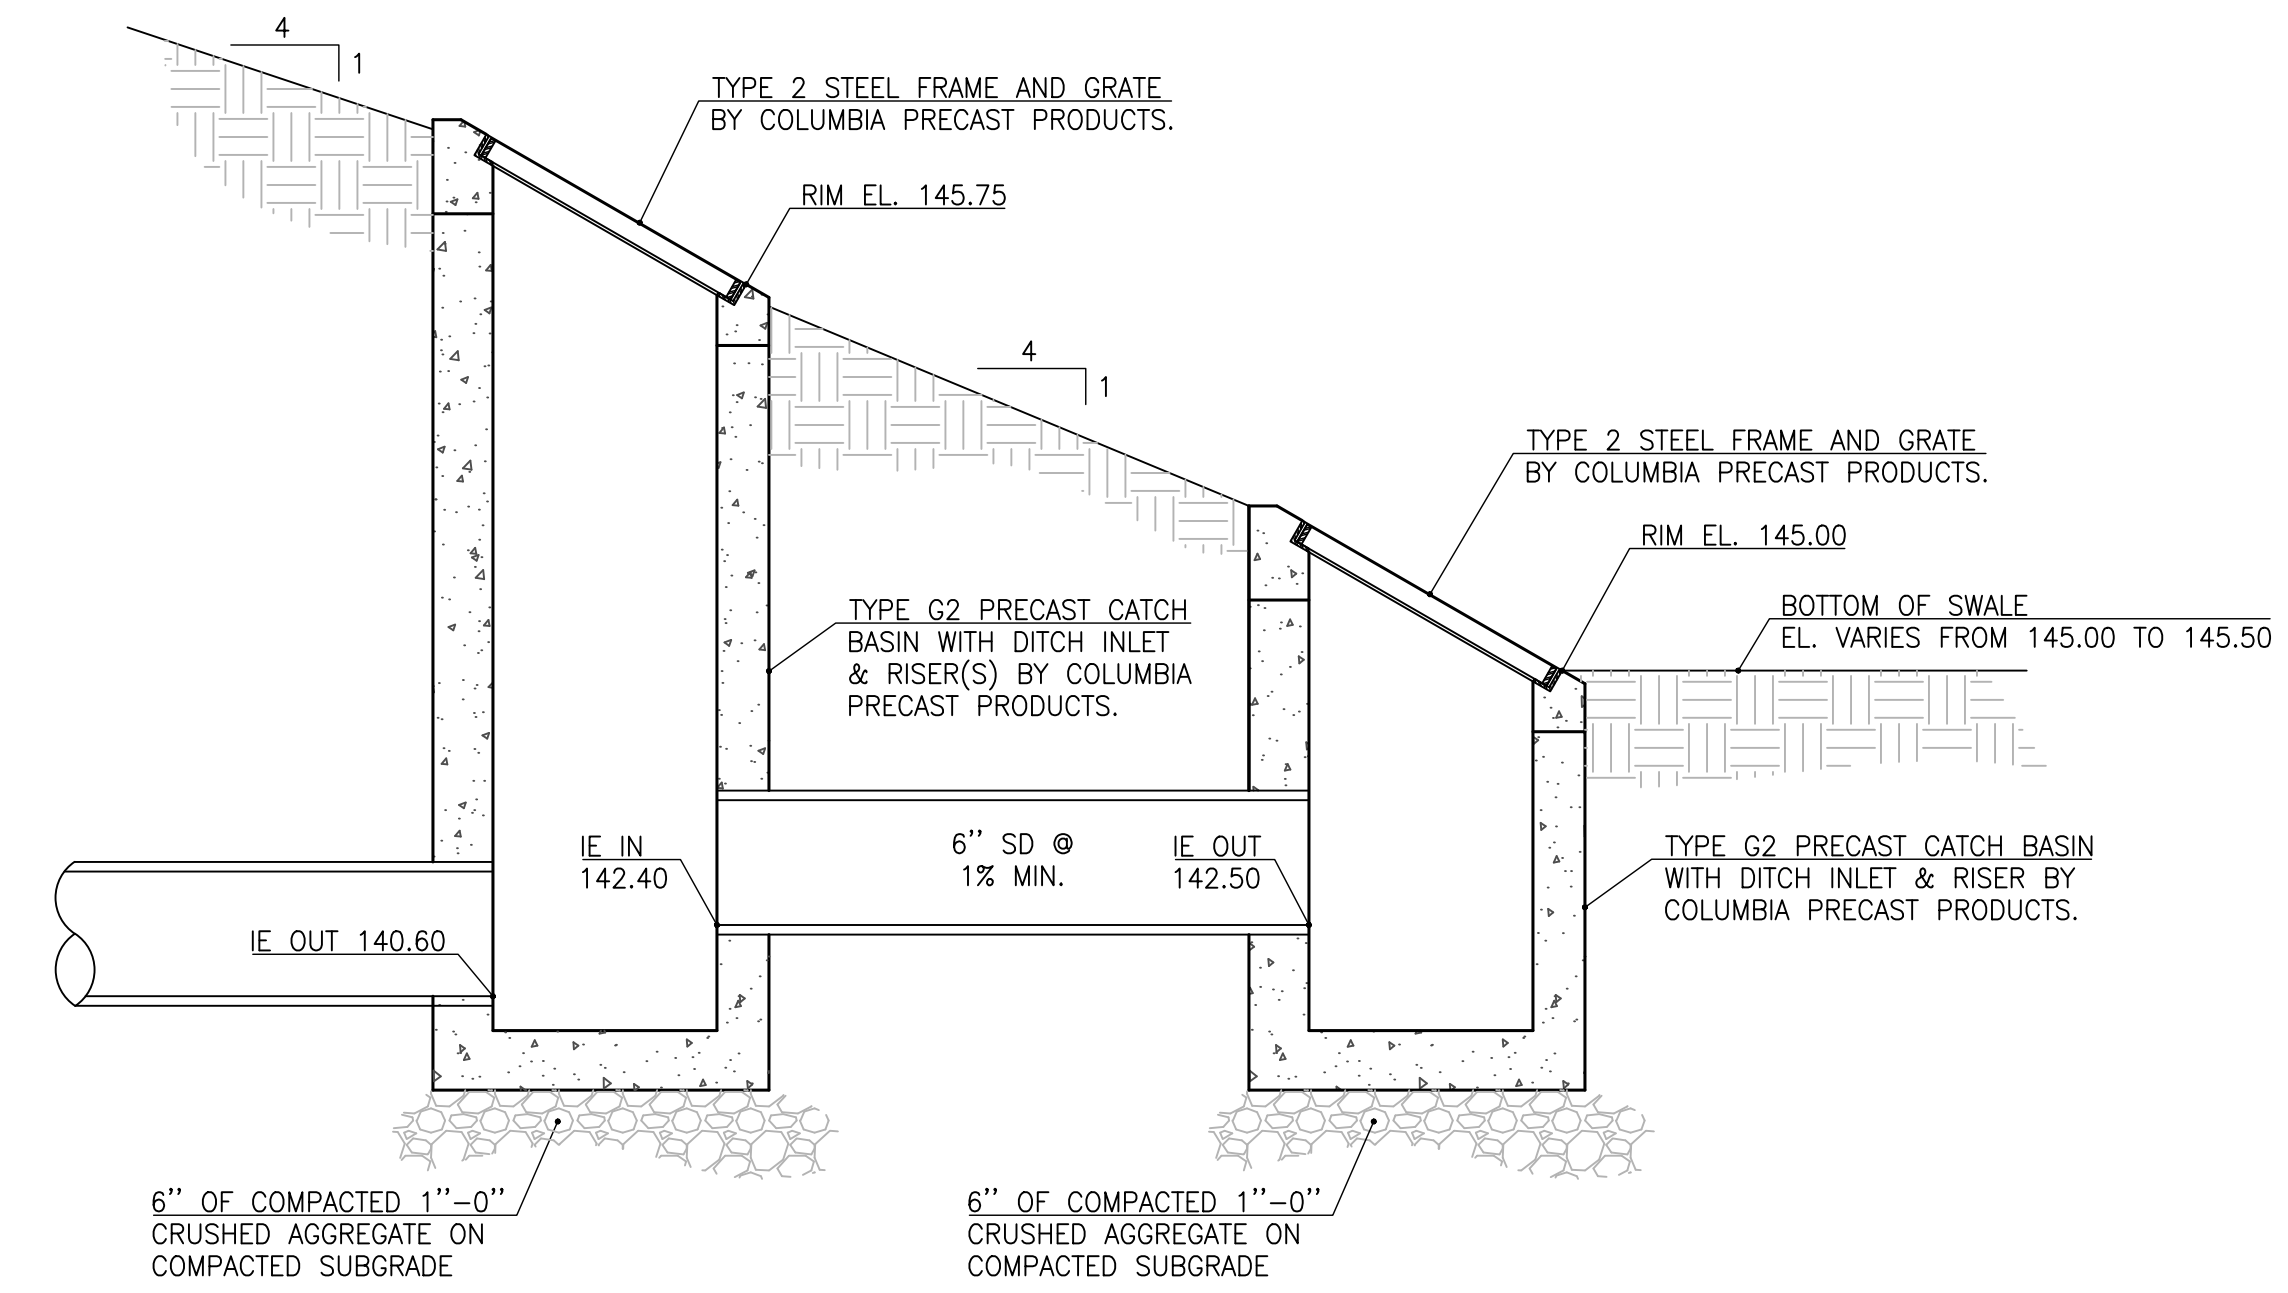 4
1
TYPE 2 STEEL FRAME AND GRATE
BY COLUMBIA PRECAST PRODUCTS.
RIM EL. 145.75
4
1
TYPE 2 STEEL FRAME AND GRATE
BY COLUMBIA PRECAST PRODUCTS.
RIM EL. 145.00
BOTTOM OF SWALE
EL. VARIES FROM 145.00 TO 145.50
TYPE G2 PRECAST CATCH
BASIN WITH DITCH INLET
& RISER(S) BY COLUMBIA
PRECAST PRODUCTS.
IE IN
142.40
6" SD @
1% MIN.
IE OUT
142.50
TYPE G2 PRECAST CATCH BASIN
WITH DITCH INLET & RISER BY
COLUMBIA PRECAST PRODUCTS.
IE OUT 140.60
6" OF COMPACTED 1"-0"
CRUSHED AGGREGATE ON
COMPACTED SUBGRADE
6" OF COMPACTED 1"-0"
CRUSHED AGGREGATE ON
COMPACTED SUBGRADE